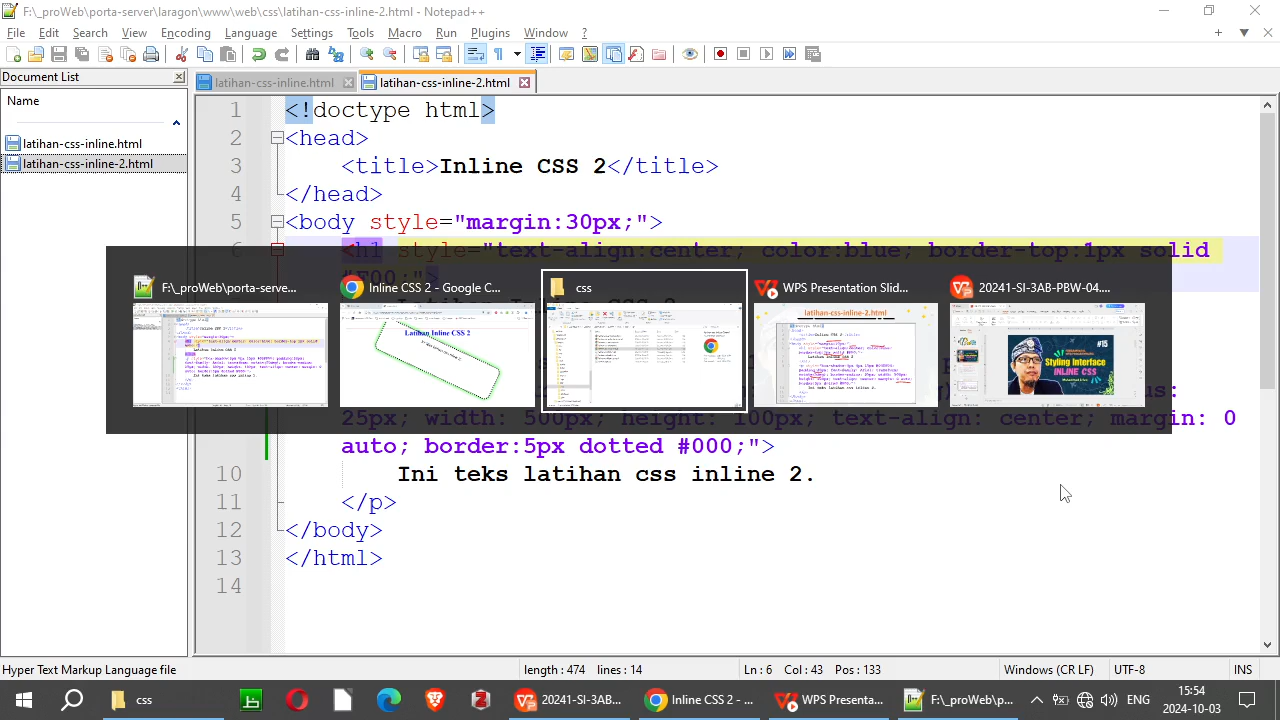 F:\_proWeb\porta-server\laragon\www\web\css\latihan-css-inline-2.html - Notepad++
File Edit Search View Encoding Language Settings Tools Macro Run Plugins Window ?
Document List
latihan-css-inline.html
latihan-css-inline-2.html
Name
latihan-css-inline.html
latihan-css-inline-2.html
1 <!doctype html>
2 <head>
3 <title>Inline CSS 2</title>
4 </head>
5 <body style="margin:30px;">
6 <h1 style="text-align:center; color:blue; border-top:1px solid
#F00;">
F:\_proWeb\porta-serve...
Inline CSS 2 - Google C...
css
WPS Presentation Slid...
20241-SI-3AB-PBW-04....
Latihan Inline CSS 2
latihan-css-inline-2.html
#15
Styling Interface
INLINE CSS
25px; width: 500px; height: 100px; text-align: center; margin: 0
auto; border:5px dotted #000;">
10 Ini teks latihan css inline 2.
11 </p>
12 </body>
13 </html>
14
Hyper Text Markup Language file
length : 474 lines : 14
Ln : 6 Col : 43 Pos : 133
Windows (CR LF)
UTF-8
INS
css
20241-SI-3AB...
Inline CSS 2 - ...
WPS Presenta...
F:\_proWeb\p...
ENG
15:54
2024-10-03